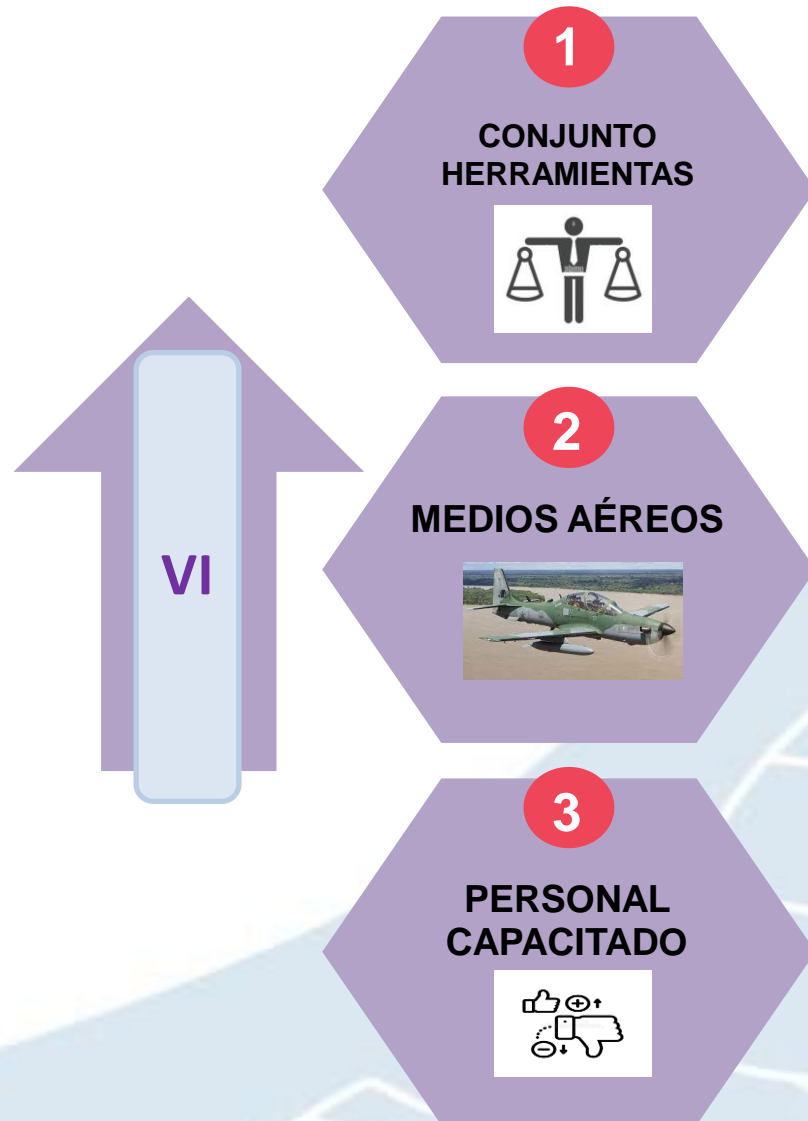 1
CONJUNTO
HERRAMIENTAS
VI
2
MEDIOS AÉREOS
3
PERSONAL
CAPACITADO